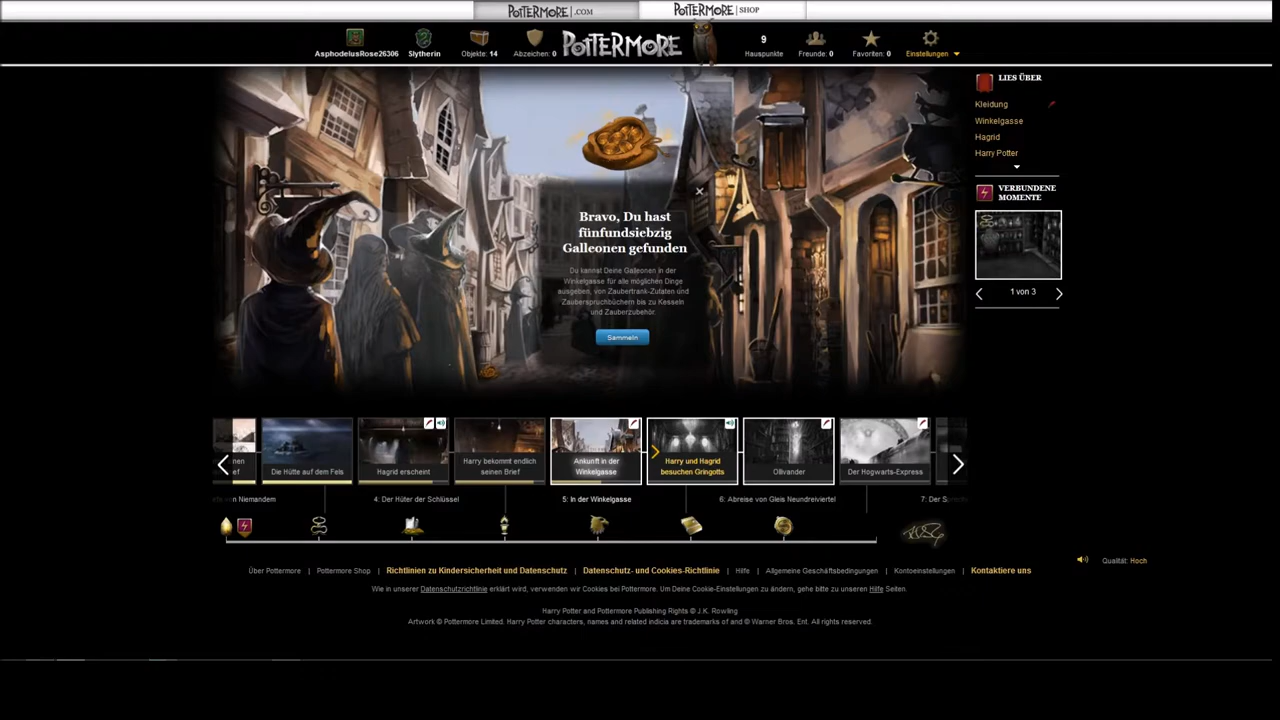 POTTERMORE | .COM
POTTERMORE | SHOP
AsphodelusRose26306
Slytherin
Objekte: 14
Abzeichen: 0
POTTERMORE
9
Hauspunkte
Freunde: 0
Favoriten: 0
Einstellungen
LIES ÜBER
Kleidung
Winkelgasse
Hagrid
Harry Potter
VERBUNDENE
MOMENTE
1 von 3
Bravo, Du hast
fünfundsiebzig
Galleonen gefunden
Du kannst Deine Galleonen in der
Winkelgasse für alle möglichen Dinge
ausgeben, von Zaubertrank-Zutaten und
Zauberspruchbüchern bis zu Kesseln
und Zauberzubehör.
Sammeln
Die Hütte auf dem Fels
Hagrid erscheint
Harry bekommt endlich
seinen Brief
Ankunft in der
Winkelgasse
Harry und Hagrid
besuchen Gringotts
Ollivander
Der Hogwarts-Express
Niemandem
4: Der Hüter der Schlüssel
5: In der Winkelgasse
6: Abreise von Gleis Neundreiviertel
7: Der
Über Pottermore | Pottermore Shop | Richtlinien zu Kindersicherheit und Datenschutz | Datenschutz- und Cookies-Richtlinie | Hilfe | Allgemeine Geschäftsbedingungen | Kontoeinstellungen | Kontaktiere uns
Qualität: Hoch
Wie in unserer Datenschutzrichtlinie erklärt wird, verwenden wir Cookies bei Pottermore. Um Deine Cookie-Einstellungen zu ändern, gehe bitte zu unseren Hilfe Seiten.
Harry Potter and Pottermore Publishing Rights © J.K. Rowling
Artwork © Pottermore Limited. Harry Potter characters, names and related indicia are trademarks of and © Warner Bros. Ent. All rights reserved.